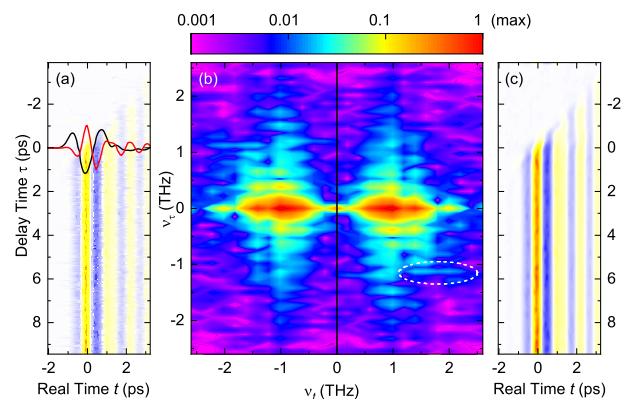 0.001 0.01 0.1 1 (max)
(a) (b) (c)
-2
0
2
4
6
8
Delay Time τ (ps)
-2 0 2
Real Time t (ps)
2
1
0
-1
-2
ντ (THz)
-2 -1 0 1 2
νt (THz)
-2
0
2
4
6
8
-2 0 2
Real Time t (ps)